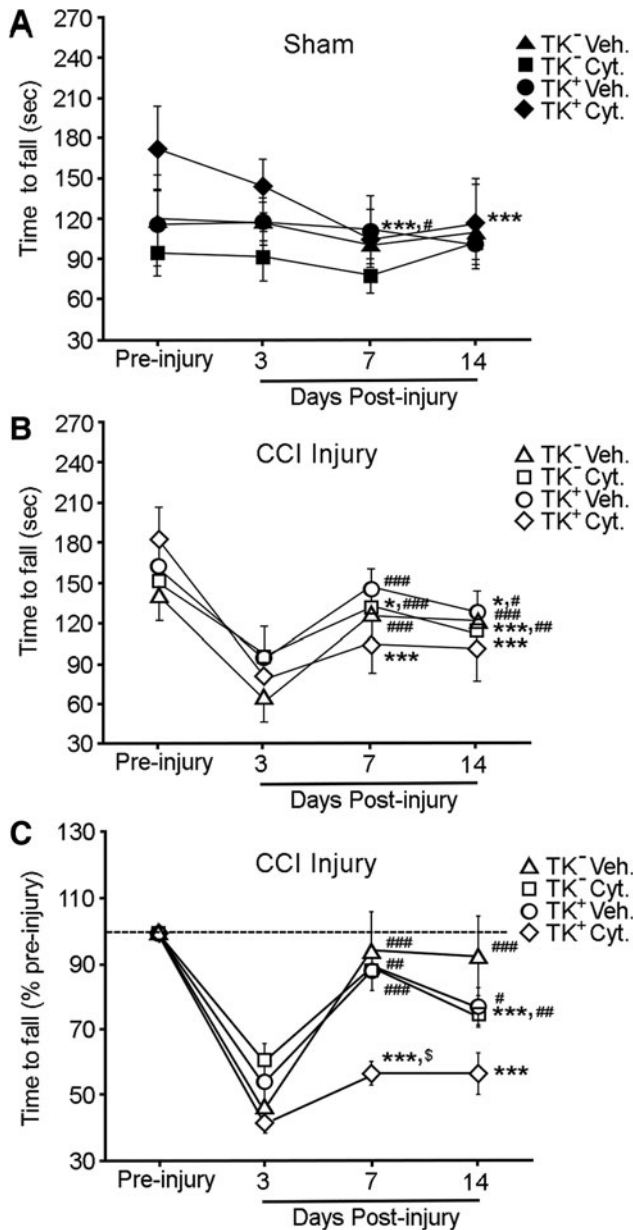 A
Sham
TK⁻ Veh.
TK⁻ Cyt.
TK⁺ Veh.
TK⁺ Cyt.
Time to fall (sec)
270
240
210
180
150
120
90
60
30
***,#
***
Pre-injury 3 7 14
Days Post-injury
B
CCI Injury
TK⁻ Veh.
TK⁻ Cyt.
TK⁺ Veh.
TK⁺ Cyt.
Time to fall (sec)
270
240
210
180
150
120
90
60
30
###
*,###
###
***
*,#
###
***,##
***
Pre-injury 3 7 14
Days Post-injury
C
CCI Injury
TK⁻ Veh.
TK⁻ Cyt.
TK⁺ Veh.
TK⁺ Cyt.
Time to fall (% pre-injury)
130
110
90
70
50
30
###
##
###
***,$
###
#
***,##
***
Pre-injury 3 7 14
Days Post-injury